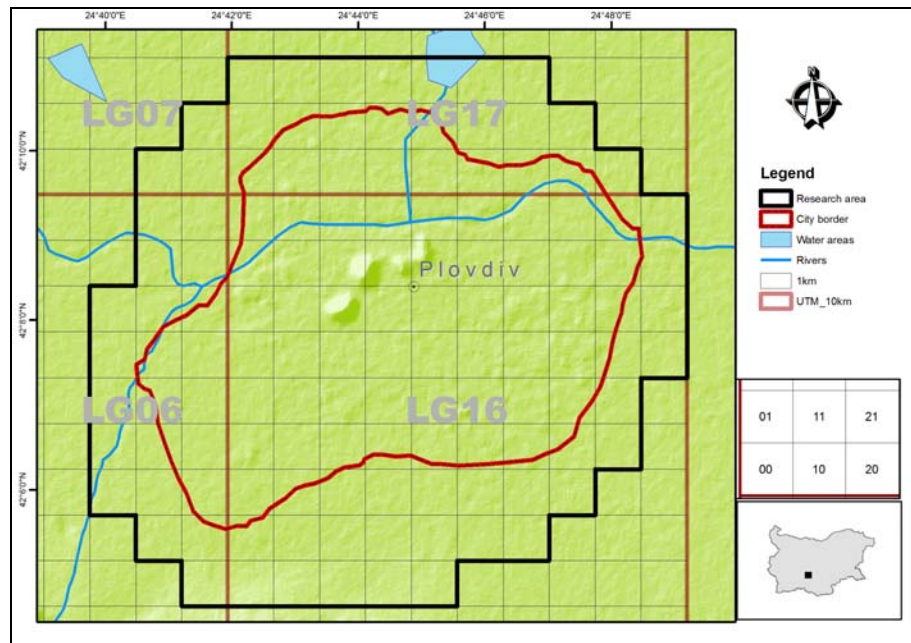 24°40'0"E 24°42'0"E 24°44'0"E 24°46'0"E 24°48'0"E
42°10'0"N
42°8'0"N
42°6'0"N
LG07 LG17
Plovdiv
LG06 LG16
N
Legend
Research area
City border
Water areas
Rivers
1km
UTM_10km
01 11 21
00 10 20